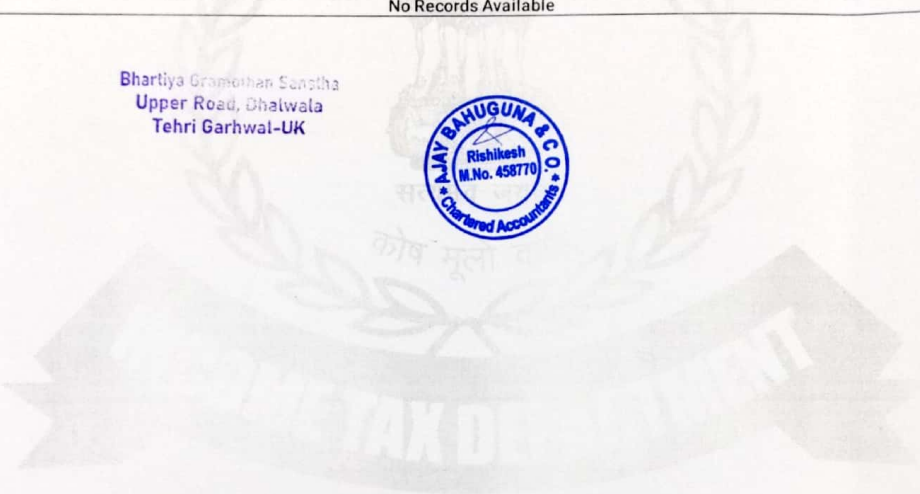 No Records Available
Bhartiya Gramothan Sanstha
Upper Road, Dhalwala
Tehri Garhwal-UK
AJAY BAHUGUNA & CO.
Rishikesh
M.No. 458770
* Chartered Accountants *
कोष मूलो
INCOME TAX DEPARTMENT